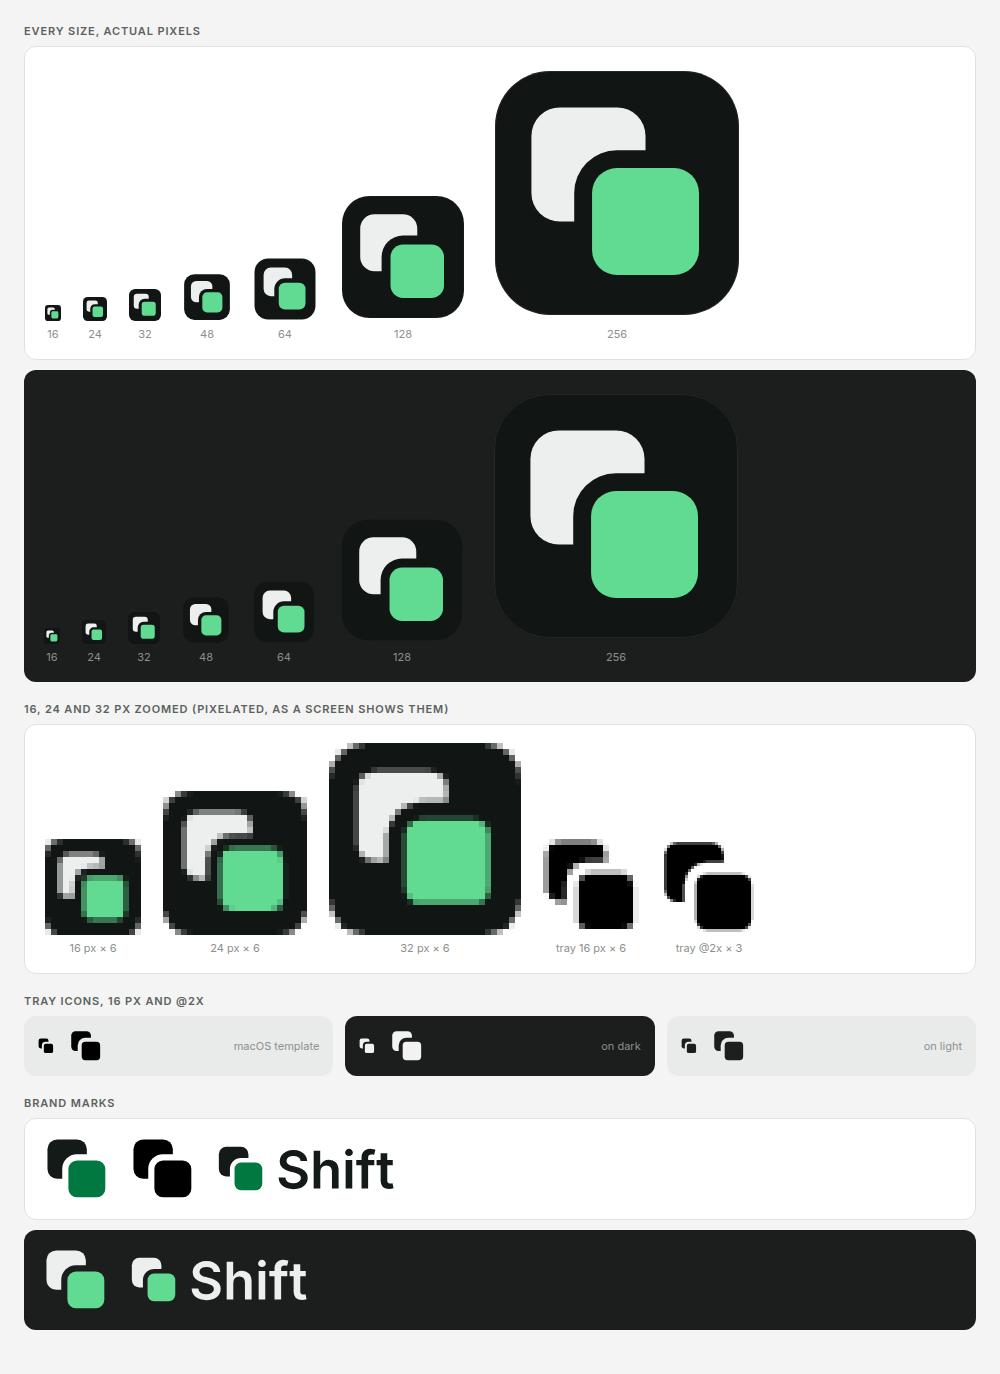 EVERY SIZE, ACTUAL PIXELS
16 24 32 48 64 128 256
16 24 32 48 64 128 256
16, 24 AND 32 PX ZOOMED (PIXELATED, AS A SCREEN SHOWS THEM)
16 px × 6 24 px × 6 32 px × 6 tray 16 px × 6 tray @2x × 3
TRAY ICONS, 16 PX AND @2X
macOS template on dark on light
BRAND MARKS
Shift
Shift